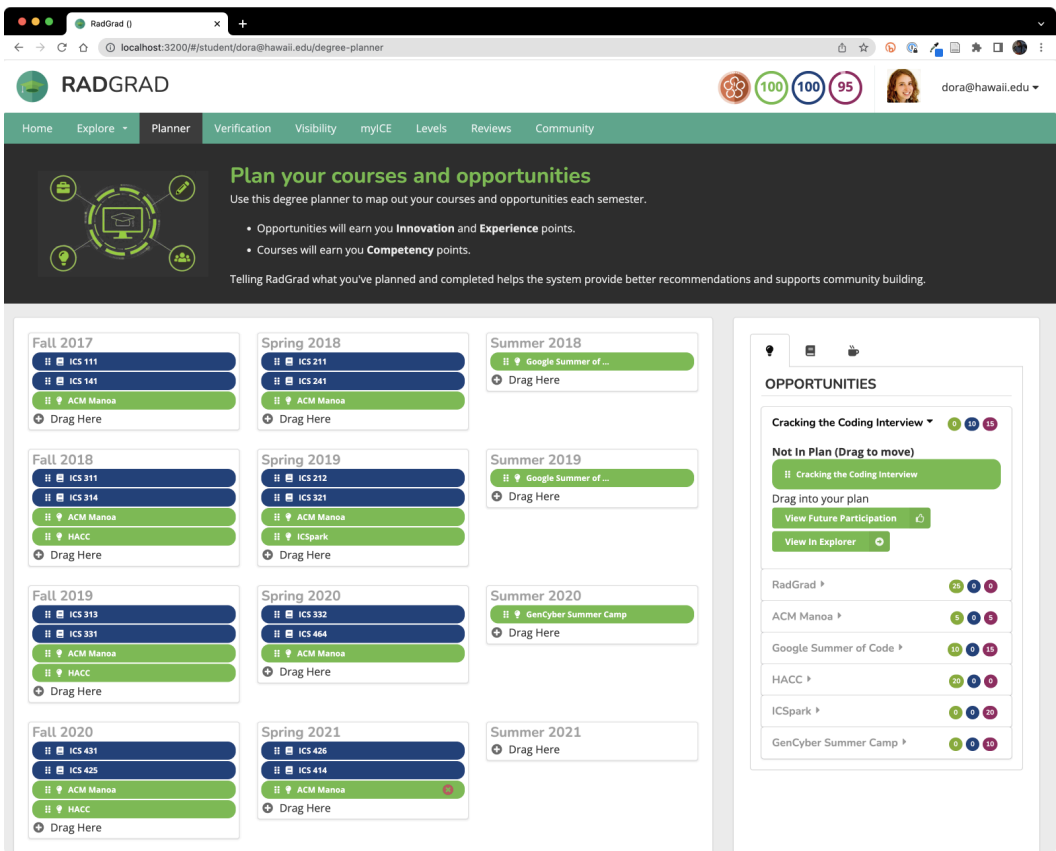 RadGrad ()
localhost:3200/#/student/dora@hawaii.edu/degree-planner
RADGRAD
100
100
95
dora@hawaii.edu
Home
Explore
Planner
Verification
Visibility
myICE
Levels
Reviews
Community
Plan your courses and opportunities
Use this degree planner to map out your courses and opportunities each semester.
• Opportunities will earn you Innovation and Experience points.
• Courses will earn you Competency points.
Telling RadGrad what you've planned and completed helps the system provide better recommendations and supports community building.
Fall 2017
ICS 111
ICS 141
ACM Manoa
Drag Here
Spring 2018
ICS 211
ICS 241
ACM Manoa
Drag Here
Summer 2018
Google Summer of ...
Drag Here
Fall 2018
ICS 311
ICS 314
ACM Manoa
HACC
Drag Here
Spring 2019
ICS 212
ICS 321
ACM Manoa
ICSpark
Drag Here
Summer 2019
Google Summer of ...
Drag Here
Fall 2019
ICS 313
ICS 331
ACM Manoa
HACC
Drag Here
Spring 2020
ICS 332
ICS 464
ACM Manoa
Drag Here
Summer 2020
GenCyber Summer Camp
Drag Here
Fall 2020
ICS 431
ICS 425
ACM Manoa
HACC
Drag Here
Spring 2021
ICS 426
ICS 414
ACM Manoa
Drag Here
Summer 2021
Drag Here
OPPORTUNITIES
Cracking the Coding Interview 0 10 15
Not In Plan (Drag to move)
Cracking the Coding Interview
Drag into your plan
View Future Participation
View In Explorer
RadGrad 25 0 0
ACM Manoa 5 0 5
Google Summer of Code 10 0 15
HACC 20 0 0
ICSpark 0 0 20
GenCyber Summer Camp 0 0 10